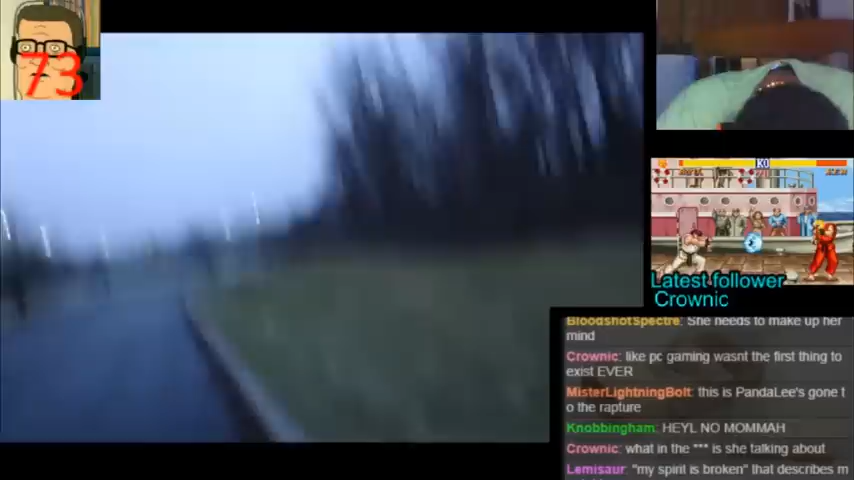 73
KO
Latest follower
Crownic
BloodshotSpectre: She needs to make up her
mind
Crownic: like pc gaming wasnt the first thing to
exist EVER
MisterLightningBolt: this is PandaLee's gone t
o the rapture
Knobbingham: HEYL NO MOMMAH
Crownic: what in the *** is she talking about
Lemisaur: "my spirit is broken" that describes m